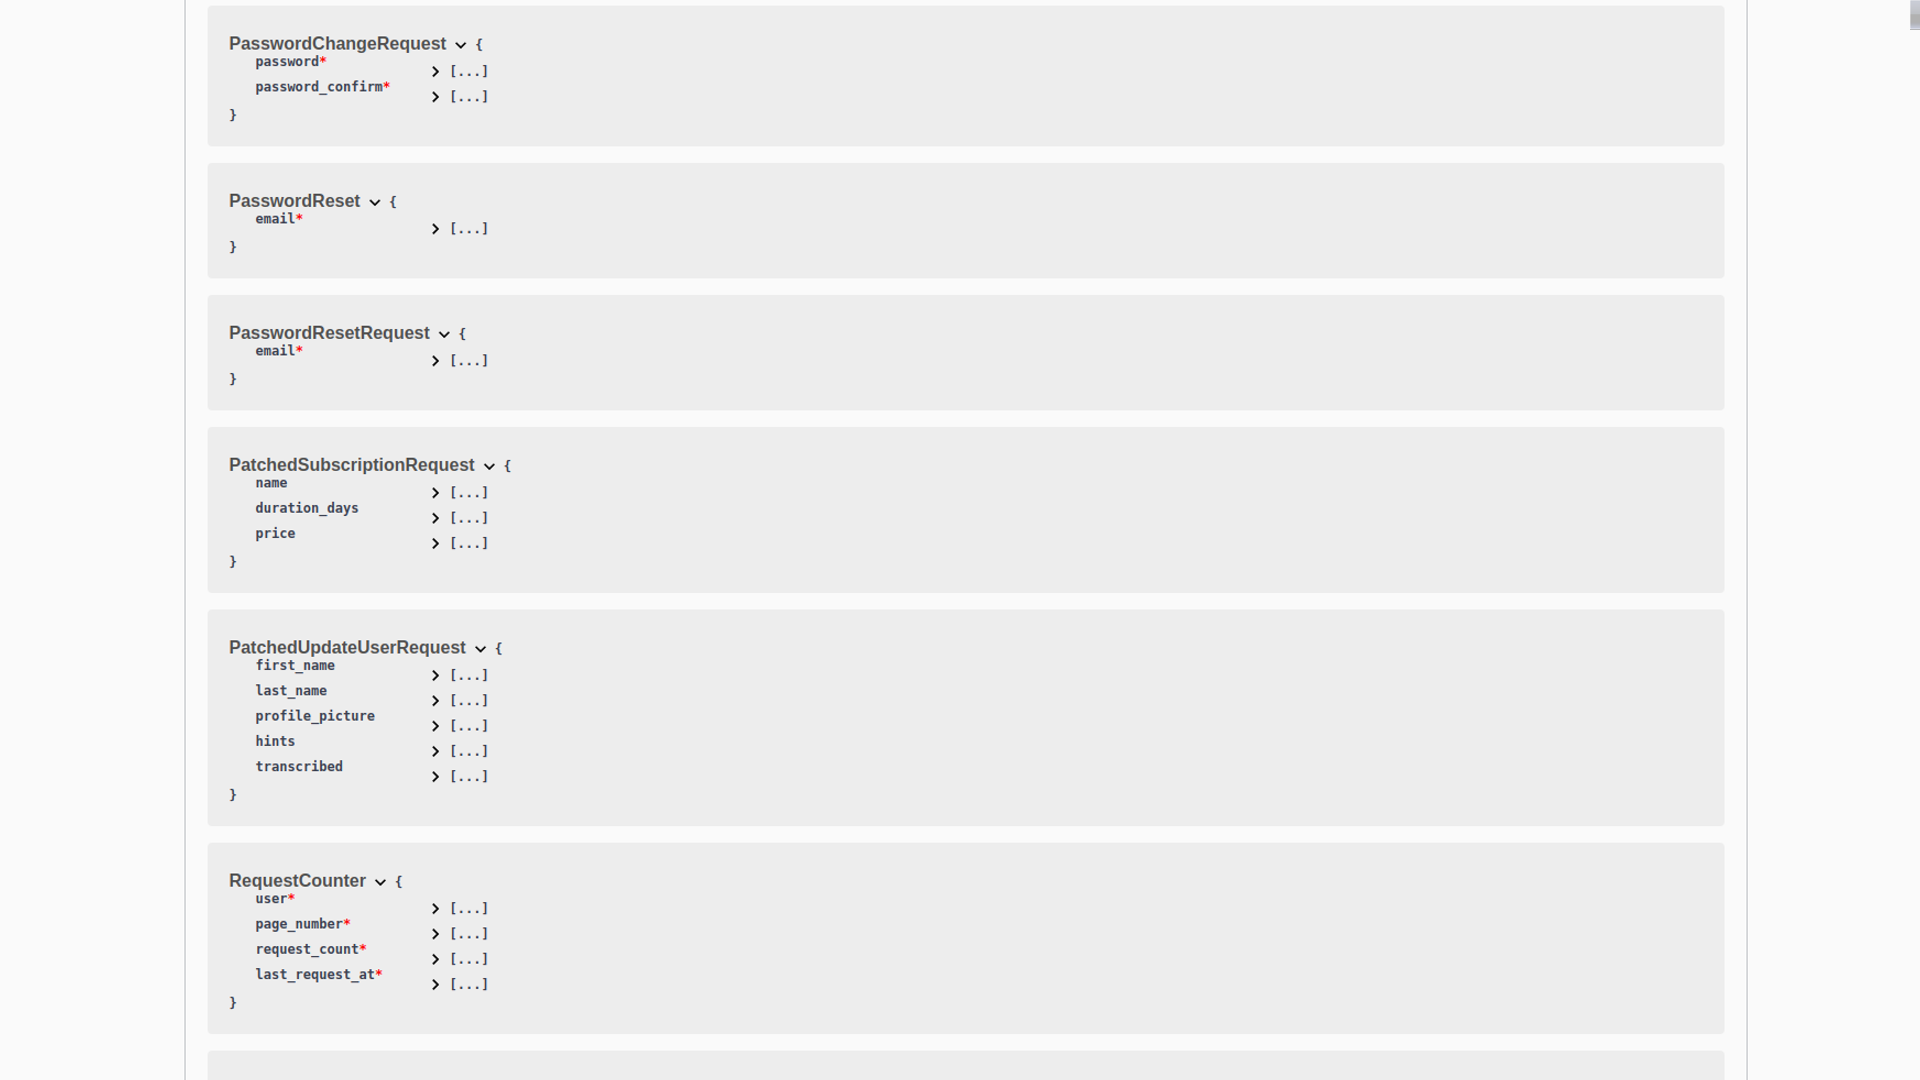 PasswordChangeRequest {
password* [...]
password_confirm* [...]
}
PasswordReset {
email* [...]
}
PasswordResetRequest {
email* [...]
}
PatchedSubscriptionRequest {
name [...]
duration_days [...]
price [...]
}
PatchedUpdateUserRequest {
first_name [...]
last_name [...]
profile_picture [...]
hints [...]
transcribed [...]
}
RequestCounter {
user* [...]
page_number* [...]
request_count* [...]
last_request_at* [...]
}